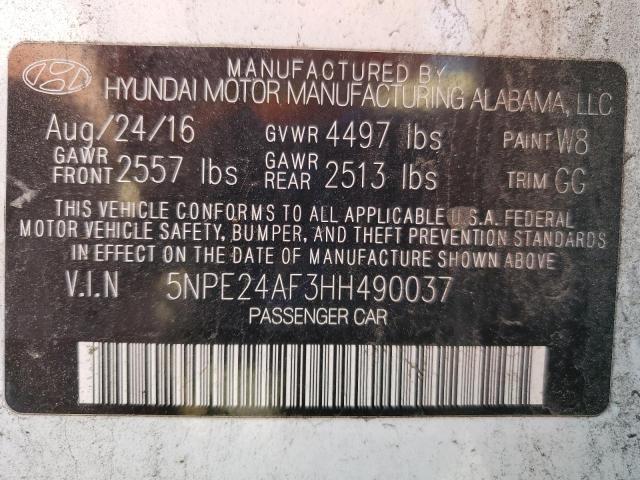 MANUFACTURED BY
HYUNDAI MOTOR MANUFACTURING ALABAMA, LLC
Aug/24/16 GVWR 4497 lbs PAINT W8
GAWR FRONT 2557 lbs GAWR REAR 2513 lbs TRIM GG
THIS VEHICLE CONFORMS TO ALL APPLICABLE U.S.A. FEDERAL
MOTOR VEHICLE SAFETY, BUMPER, AND THEFT PREVENTION STANDARDS
IN EFFECT ON THE DATE OF MANUFACTURE SHOWN ABOVE
V.I.N 5NPE24AF3HH490037
PASSENGER CAR